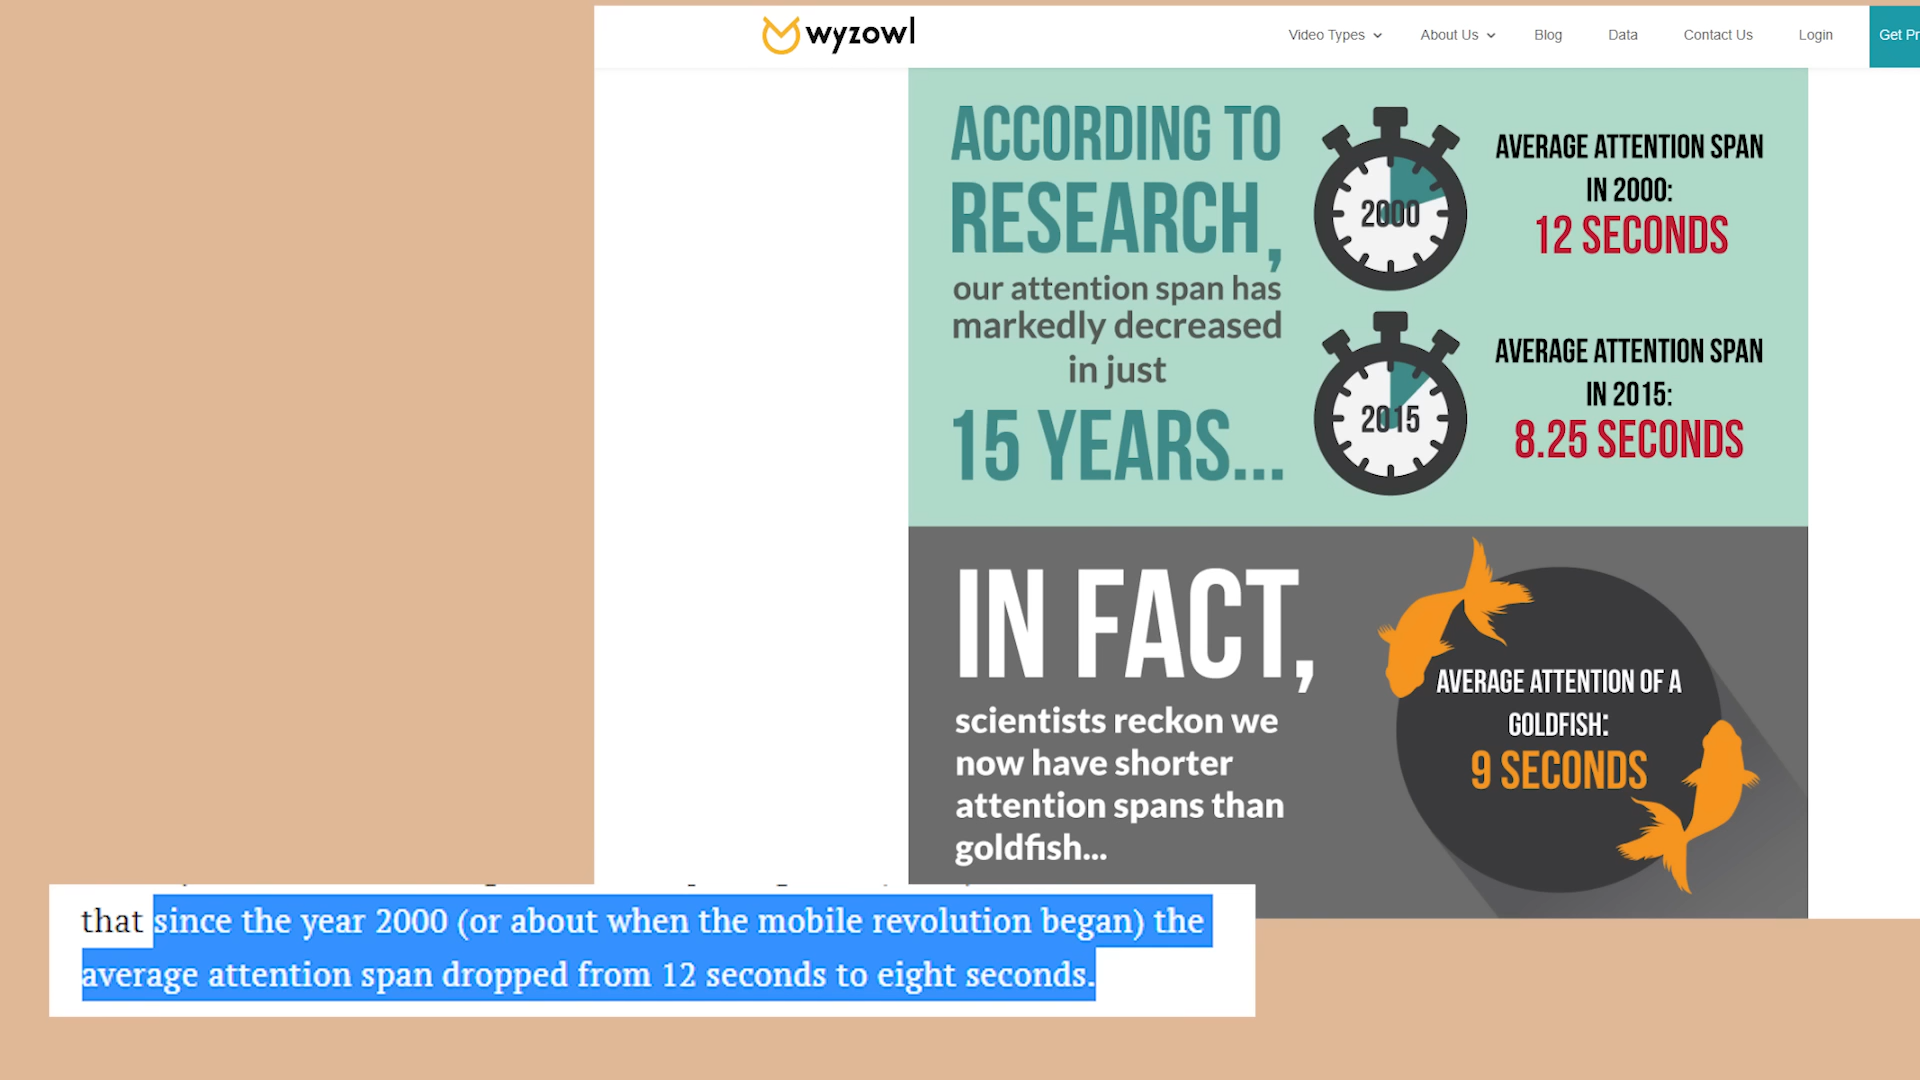 wyzowl
Video Types
About Us
Blog
Data
Contact Us
Login
Get Pr
ACCORDING TO
RESEARCH,
our attention span has
markedly decreased
in just
15 YEARS...
2000
AVERAGE ATTENTION SPAN
IN 2000:
12 SECONDS
2015
AVERAGE ATTENTION SPAN
IN 2015:
8.25 SECONDS
IN FACT,
scientists reckon we
now have shorter
attention spans than
goldfish...
AVERAGE ATTENTION OF A
GOLDFISH:
9 SECONDS
that since the year 2000 (or about when the mobile revolution began) the
average attention span dropped from 12 seconds to eight seconds.